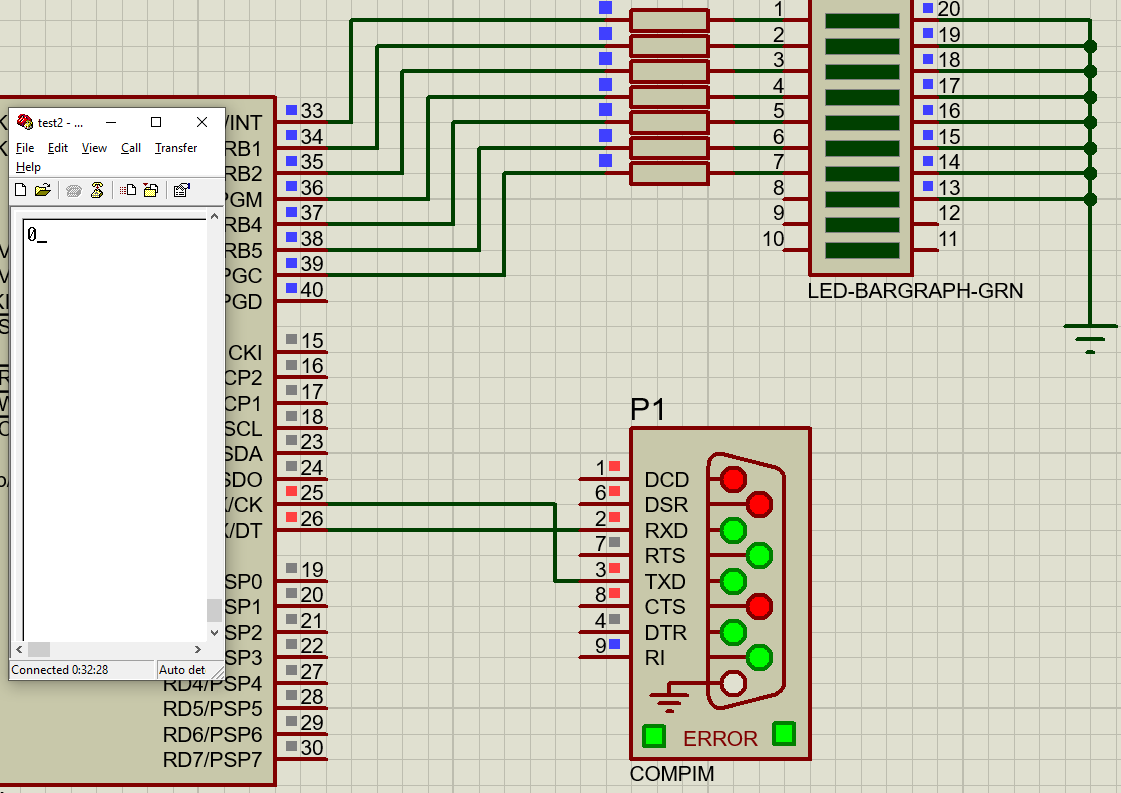 1 20
2 19
3 18
4 17
5 16
6 15
7 14
8 13
9 12
10 11
LED-BARGRAPH-GRN
test2 - ...
File Edit View Call Transfer
Help
0_
Connected 0:32:28 Auto det
/INT 33
RB1 34
RB2 35
PGM 36
RB4 37
RB5 38
PGC 39
PGD 40
CKI 15
CP2 16
CP1 17
SCL 18
SDA 23
SDO 24
/CK 25
/DT 26
SP0 19
SP1 20
SP2 21
SP3 22
RD4/PSP4 27
RD5/PSP5 28
RD6/PSP6 29
RD7/PSP7 30
P1
1 DCD
6 DSR
2 RXD
7 RTS
3 TXD
8 CTS
4 DTR
9 RI
ERROR
COMPIM